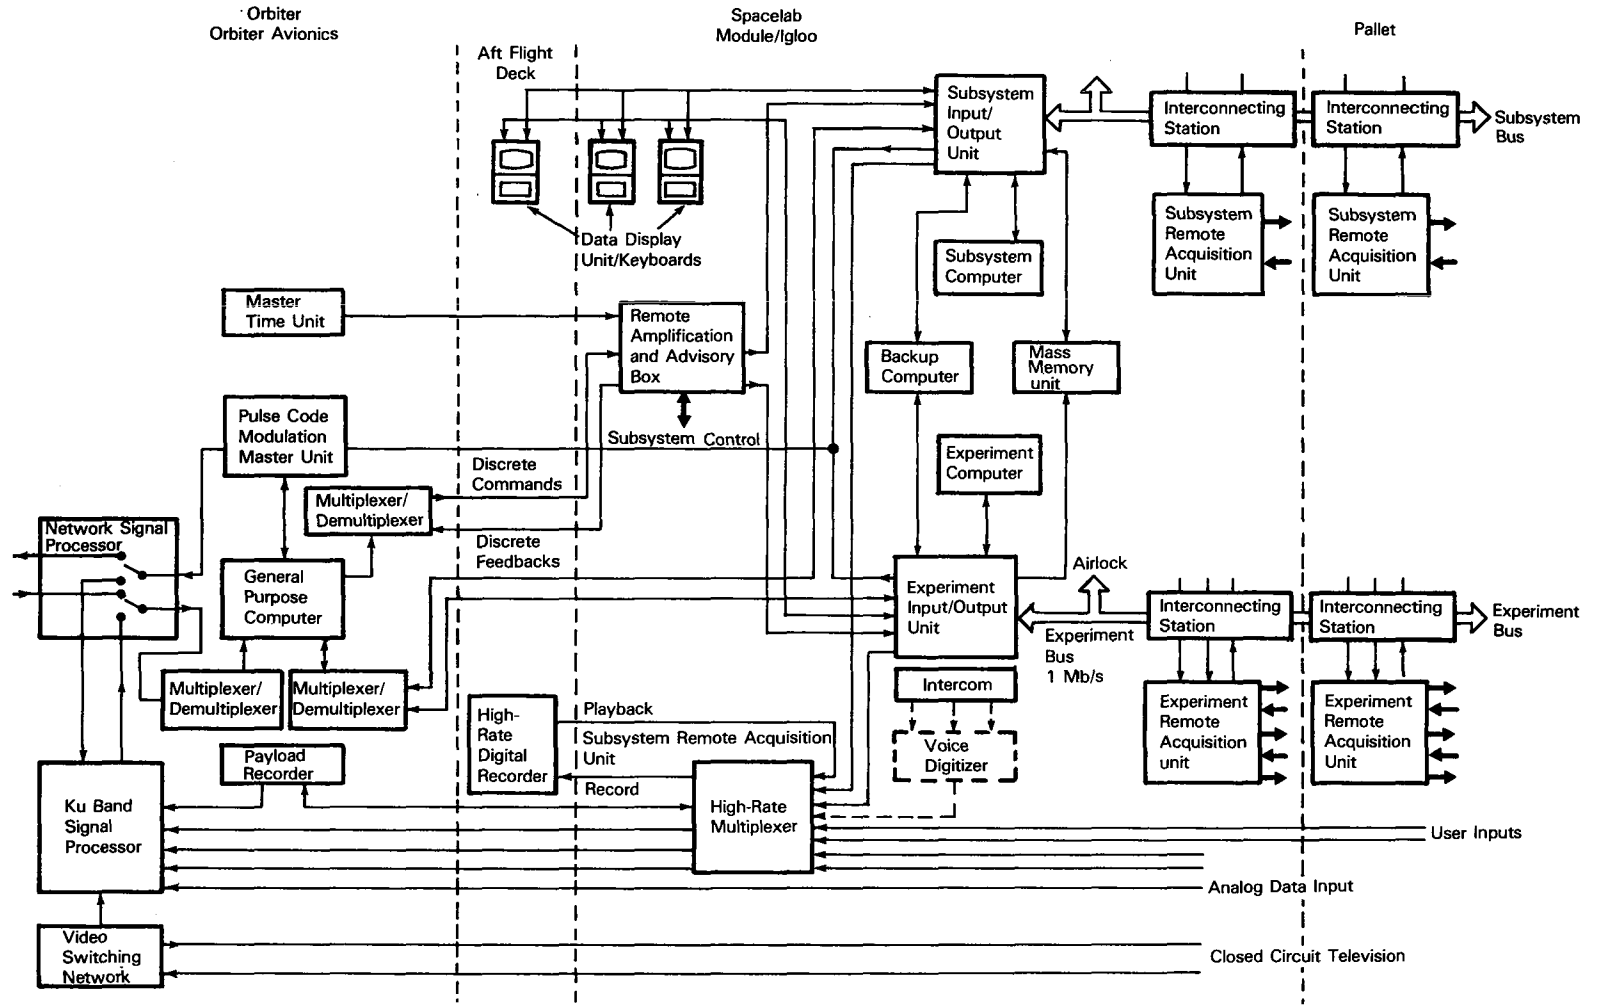 Orbiter
Orbiter Avionics
Aft Flight
Deck
Spacelab
Module/Igloo
Pallet
Subsystem
Input/
Output
Unit
Interconnecting
Station
Interconnecting
Station
Subsystem
Bus
Data Display
Unit/Keyboards
Subsystem
Computer
Subsystem
Remote
Acquisition
Unit
Subsystem
Remote
Acquisition
Unit
Master
Time Unit
Remote
Amplification
and Advisory
Box
Backup
Computer
Mass
Memory
unit
Subsystem Control
Pulse Code
Modulation
Master Unit
Discrete
Commands
Experiment
Computer
Multiplexer/
Demultiplexer
Network Signal
Processor
Discrete
Feedbacks
General
Purpose
Computer
Experiment
Input/Output
Unit
Airlock
Experiment
Bus
1 Mb/s
Interconnecting
Station
Interconnecting
Station
Experiment
Bus
Multiplexer/
Demultiplexer
Multiplexer/
Demultiplexer
Intercom
Voice
Digitizer
Experiment
Remote
Acquisition
unit
Experiment
Remote
Acquisition
Unit
High-
Rate
Digital
Recorder
Playback
Subsystem Remote Acquisition
Unit
Record
Payload
Recorder
High-Rate
Multiplexer
Ku Band
Signal
Processor
User Inputs
Analog Data Input
Video
Switching
Network
Closed Circuit Television